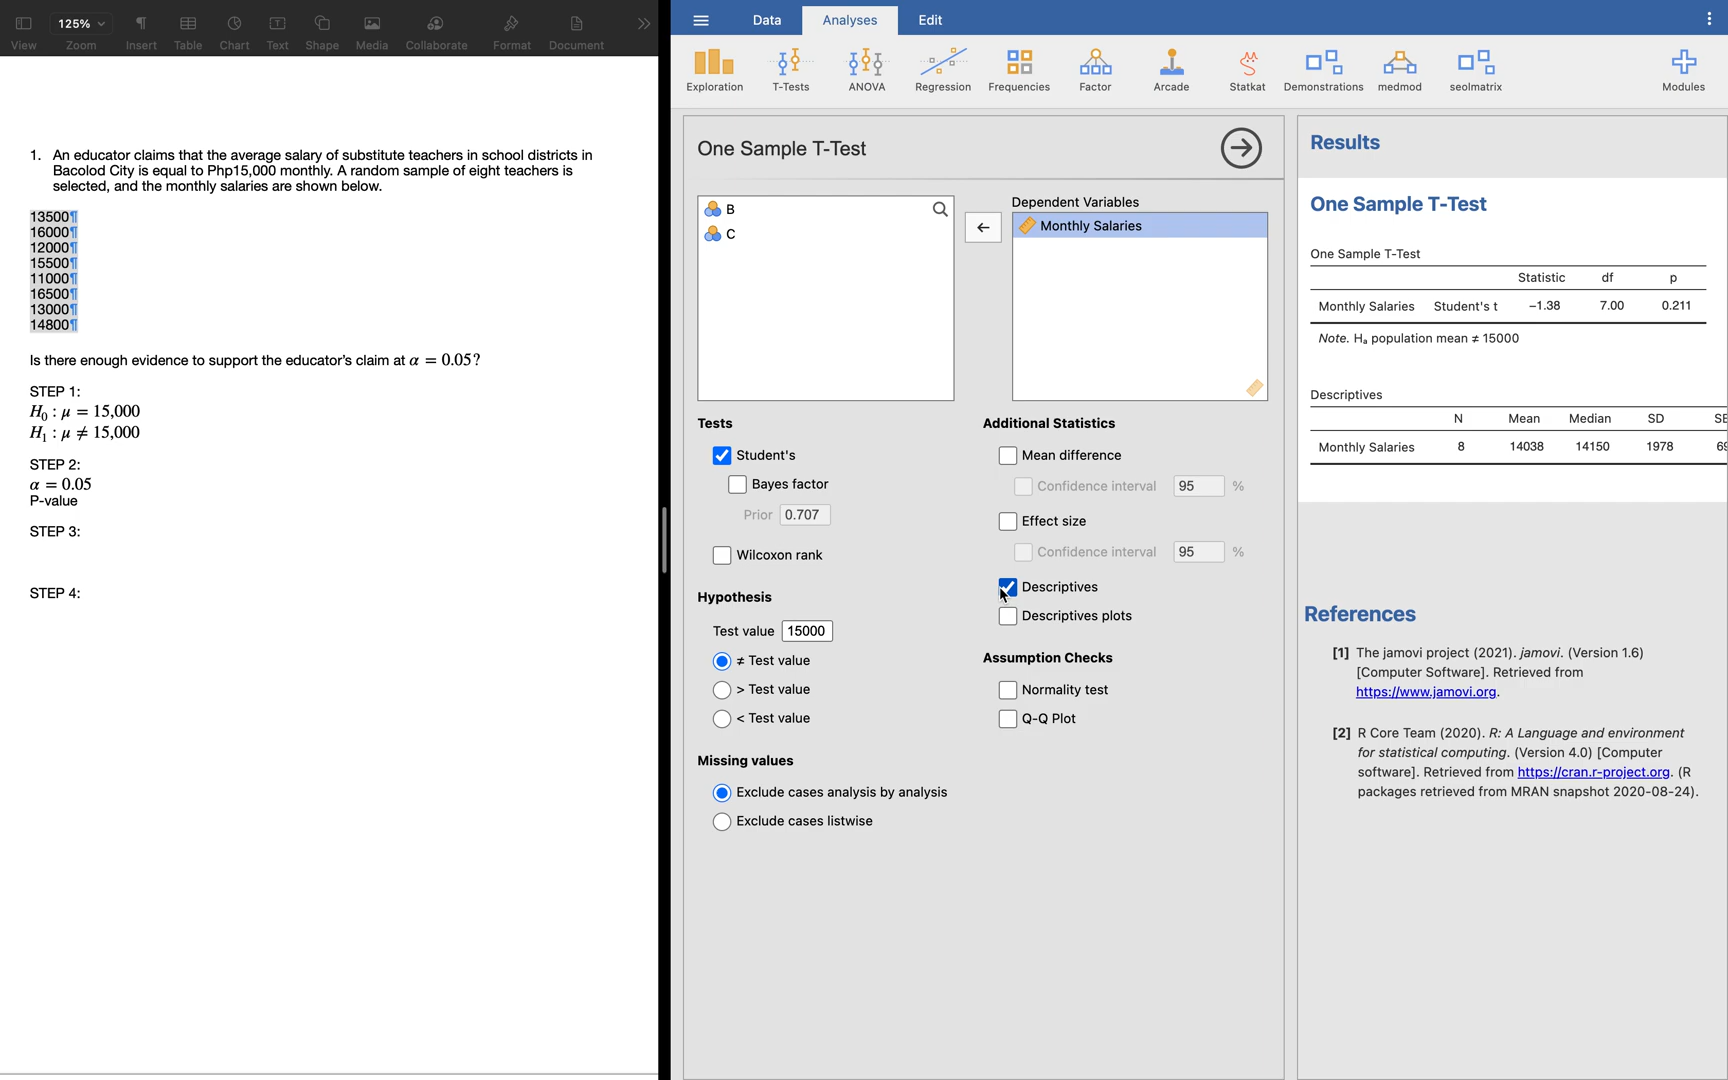 View
125%
Zoom
Insert
Table
Chart
Text
Shape
Media
Collaborate
Format
Document
1. An educator claims that the average salary of substitute teachers in school districts in
Bacolod City is equal to Php15,000 monthly. A random sample of eight teachers is
selected, and the monthly salaries are shown below.
13500¶
16000¶
12000¶
15500¶
11000¶
16500¶
13000¶
14800¶
Is there enough evidence to support the educator's claim at α = 0.05?
STEP 1:
H₀ : μ = 15,000
H₁ : μ ≠ 15,000
STEP 2:
α = 0.05
P-value
STEP 3:
STEP 4:
Data
Analyses
Edit
Exploration
T-Tests
ANOVA
Regression
Frequencies
Factor
Arcade
Statkat
Demonstrations
medmod
seolmatrix
Modules
One Sample T-Test
B
C
Dependent Variables
Monthly Salaries
Tests
Student's
Bayes factor
Prior 0.707
Wilcoxon rank
Hypothesis
Test value 15000
≠ Test value
> Test value
< Test value
Missing values
Exclude cases analysis by analysis
Exclude cases listwise
Additional Statistics
Mean difference
Confidence interval 95 %
Effect size
Confidence interval 95 %
Descriptives
Descriptives plots
Assumption Checks
Normality test
Q-Q Plot
Results
One Sample T-Test
One Sample T-Test
Statistic df p
Monthly Salaries Student's t −1.38 7.00 0.211
Note. Hₐ population mean ≠ 15000
Descriptives
N Mean Median SD
Monthly Salaries 8 14038 14150 1978
References
[1] The jamovi project (2021). jamovi. (Version 1.6)
[Computer Software]. Retrieved from
https://www.jamovi.org.
[2] R Core Team (2020). R: A Language and environment
for statistical computing. (Version 4.0) [Computer
software]. Retrieved from https://cran.r-project.org. (R
packages retrieved from MRAN snapshot 2020-08-24).